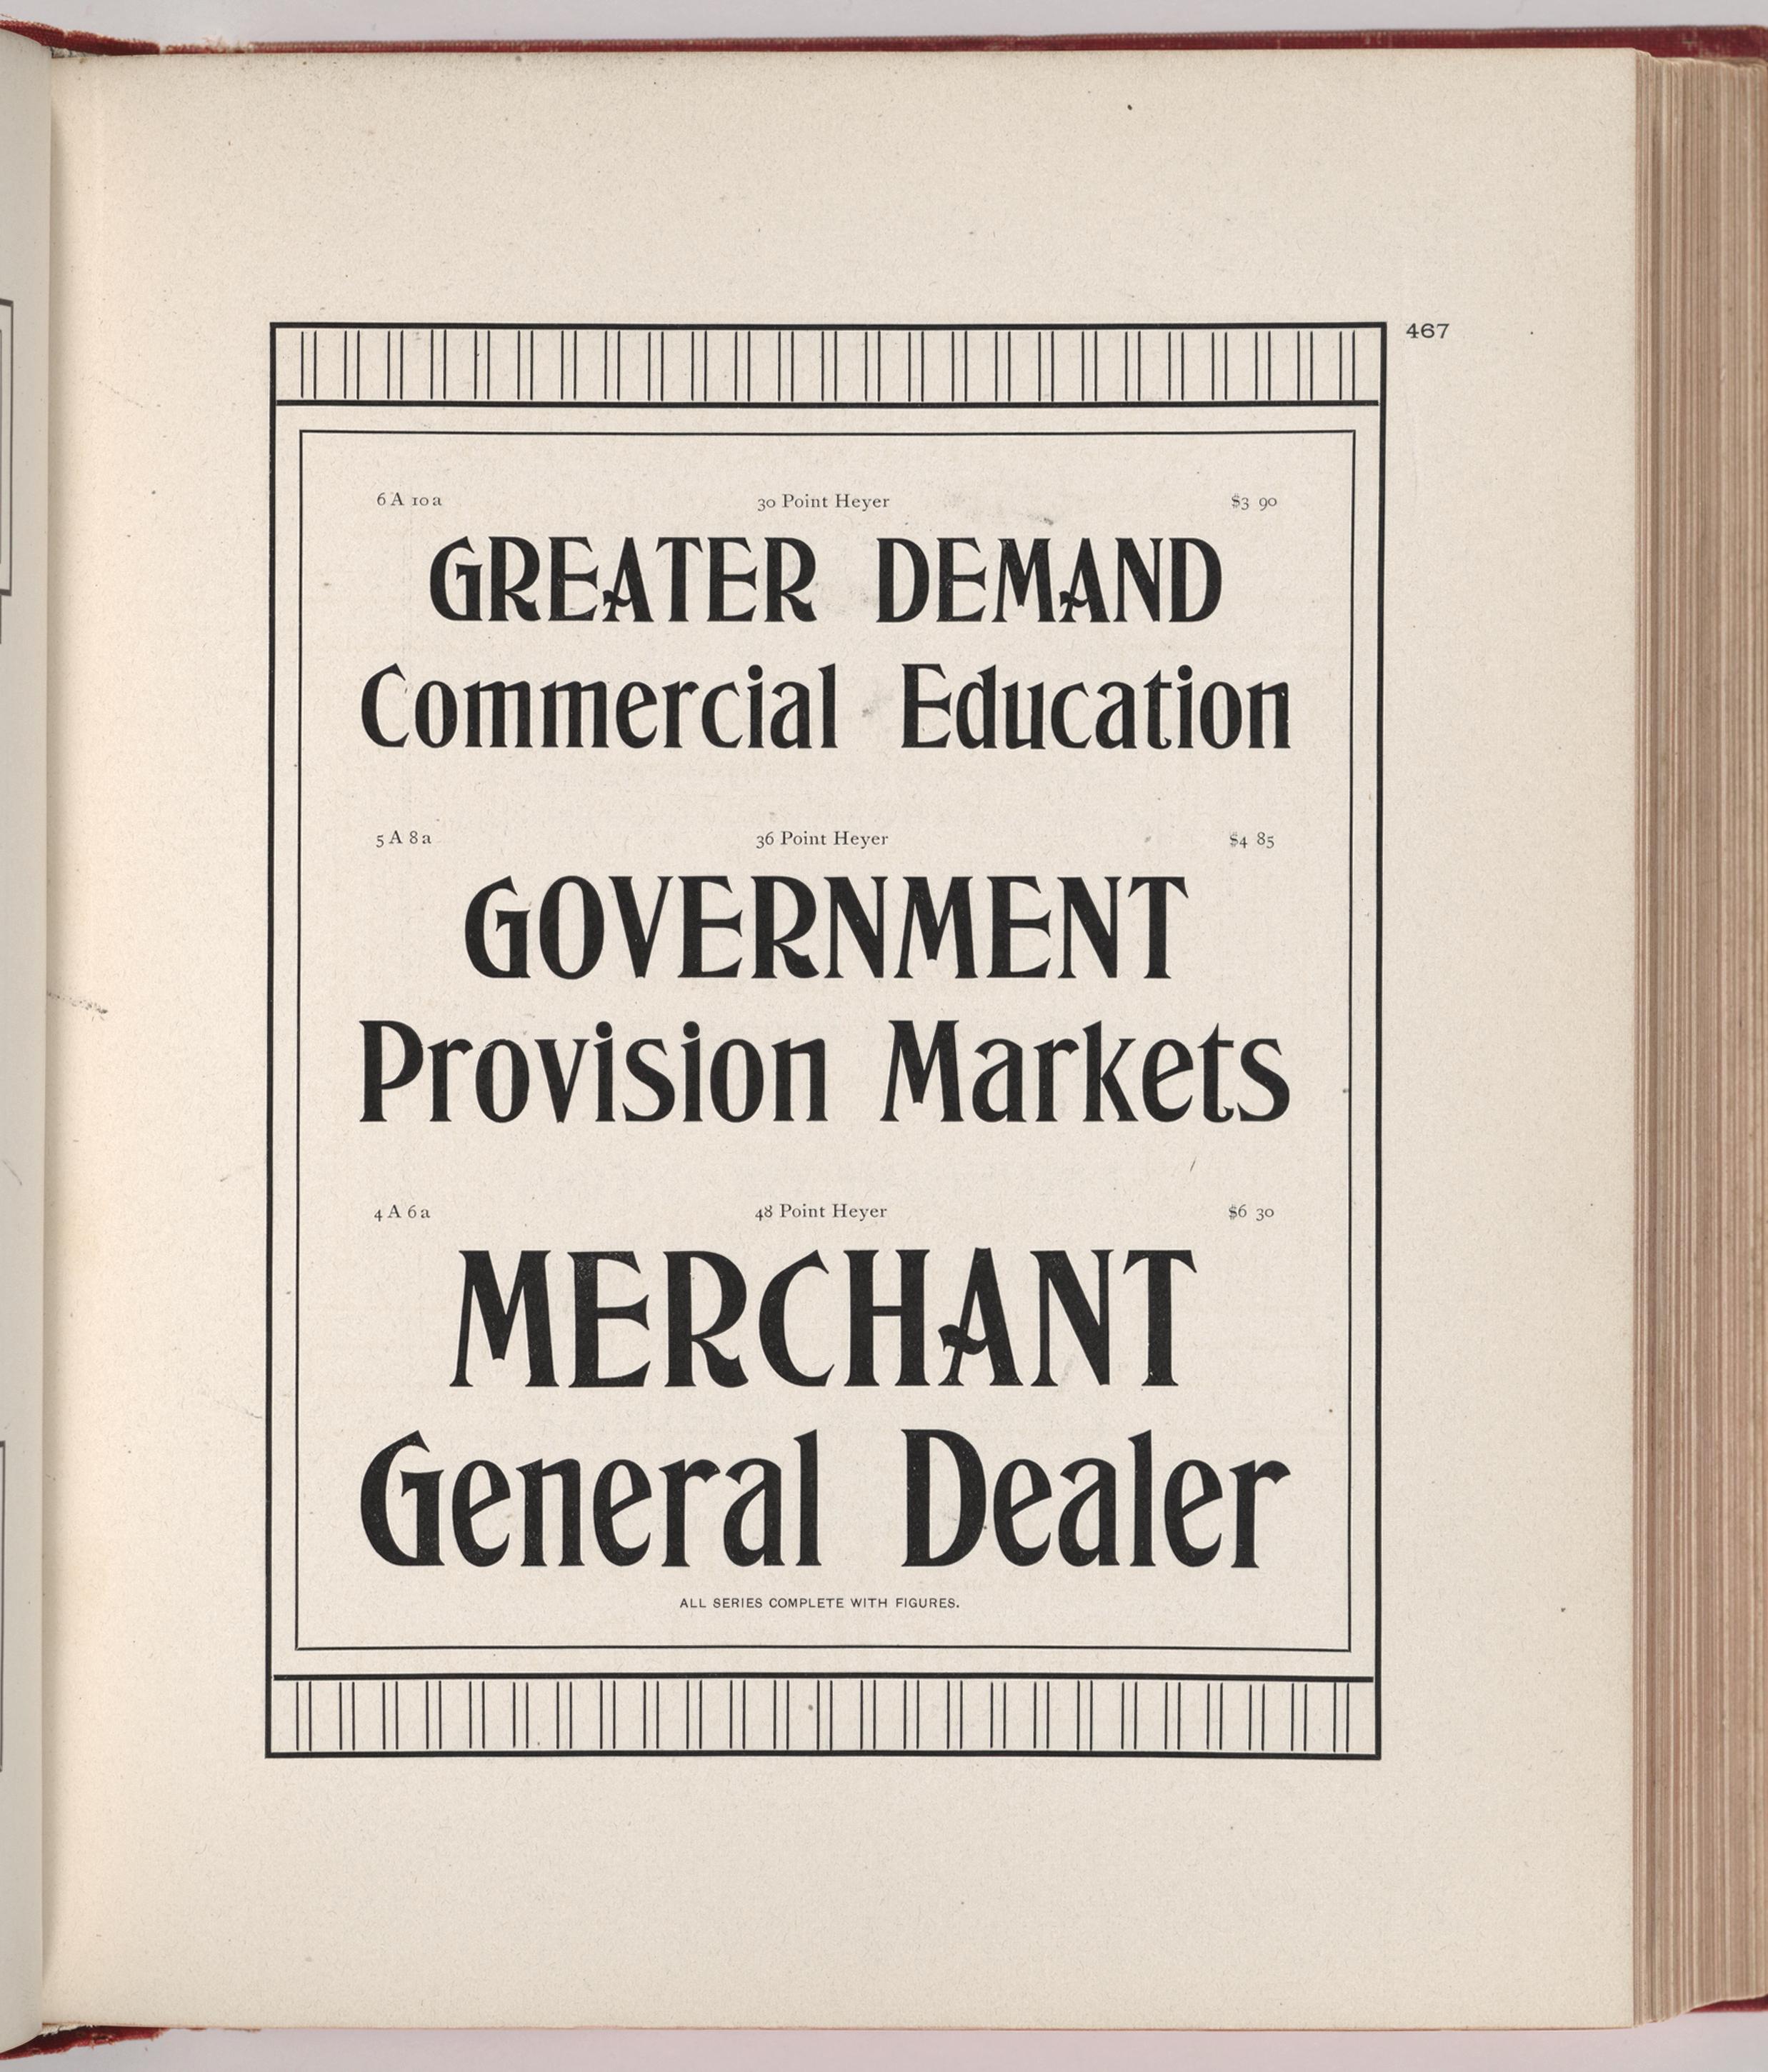 467
6 A 10 a 30 Point Heyer $3 90
GREATER DEMAND
Commercial Education
5 A 8 a 36 Point Heyer $4 85
GOVERNMENT
Provision Markets
4 A 6 a 48 Point Heyer $6 30
MERCHANT
General Dealer
ALL SERIES COMPLETE WITH FIGURES.